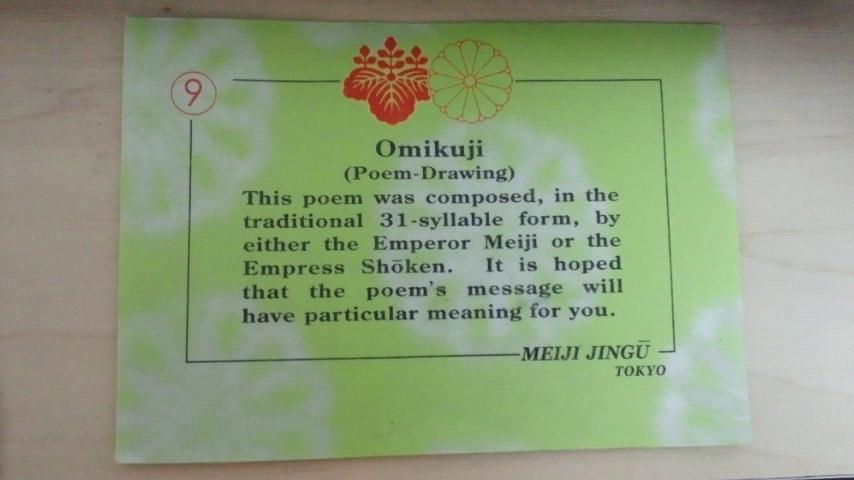 9
Omikuji
(Poem-Drawing)
This poem was composed, in the
traditional 31-syllable form, by
either the Emperor Meiji or the
Empress Shōken. It is hoped
that the poem's message will
have particular meaning for you.
MEIJI JINGŪ
TOKYO